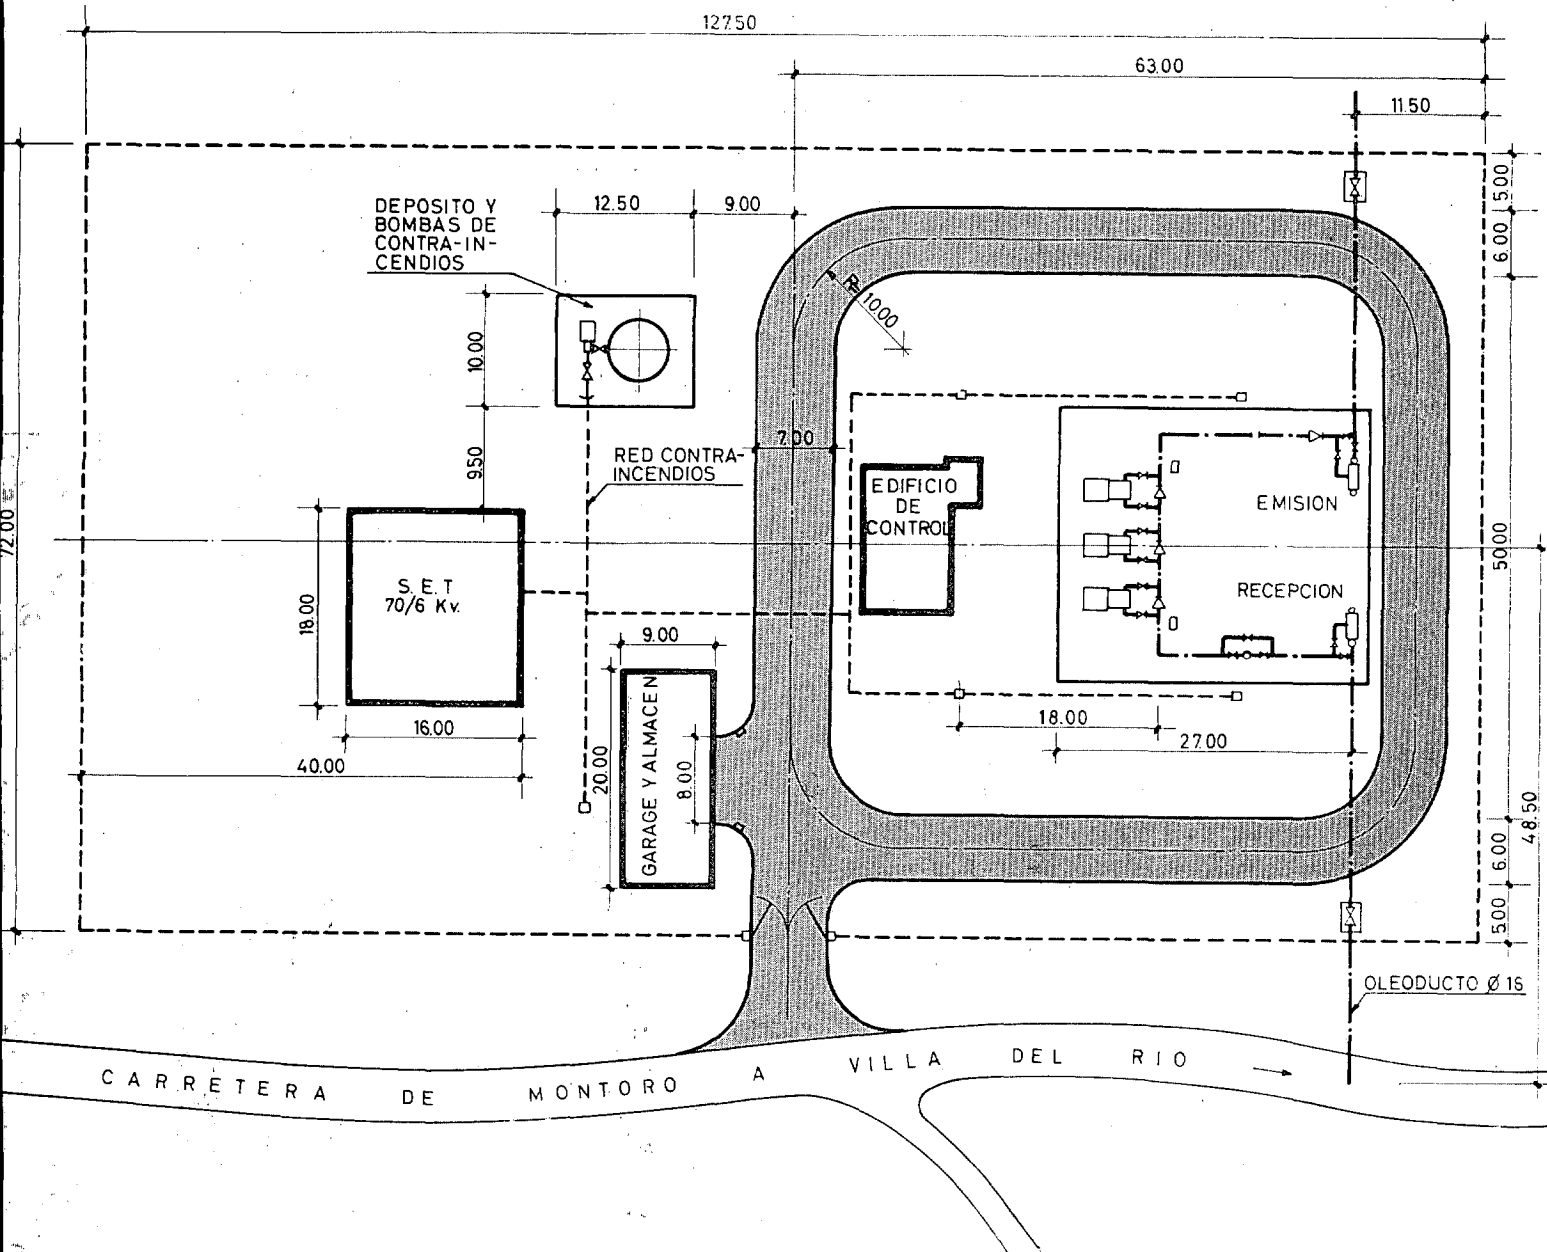 127.50
63.00
11.50
5.00
6.00
12.50
9.00
DEPOSITO Y
BOMBAS DE
CONTRA-IN-
CENDIOS
R= 10.00
10.00
7.00
9.50
RED CONTRA-
INCENDIOS
EDIFICIO
DE
CONTROL
EMISION
72.00
50.00
S. E. T
70/6 Kv.
18.00
RECEPCION
9.00
16.00
40.00
20.00
GARAGE Y ALMACEN
8.00
18.00
27.00
48.50
6.00
5.00
OLEODUCTO Ø 16
CARRETERA DE MONTORO A VILLA DEL RIO